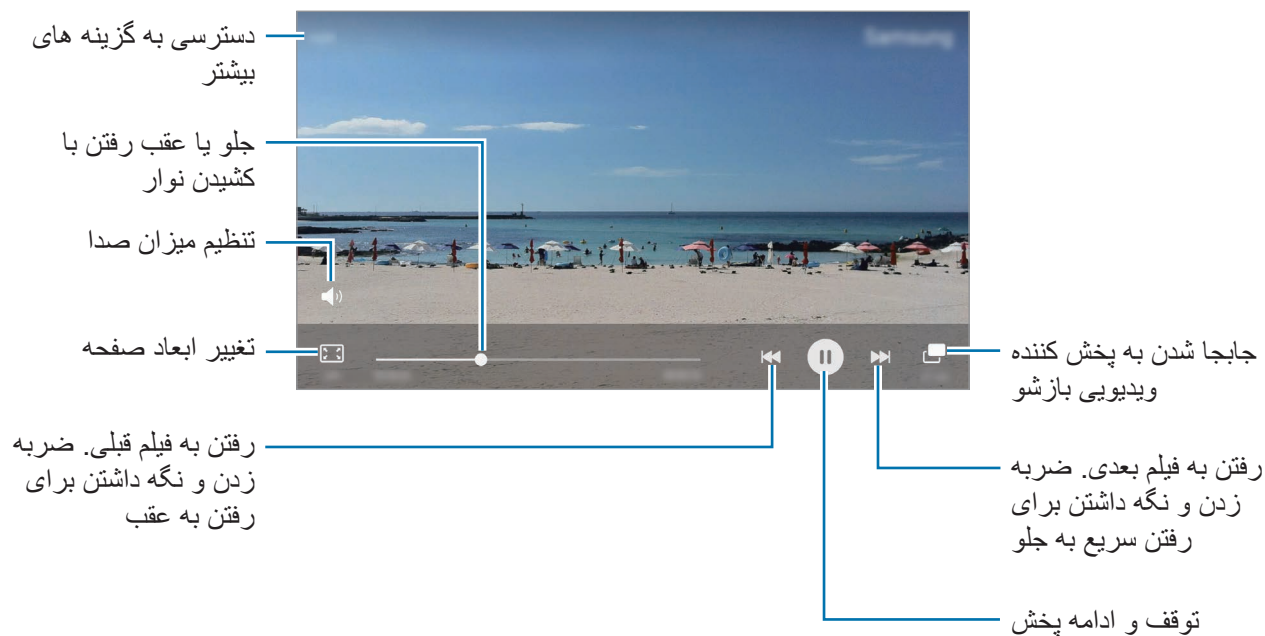 دسترسی به گزینه های
بیشتر
جلو یا عقب رفتن با
کشیدن نوار
تنظیم میزان صدا
تغییر ابعاد صفحه
رفتن به فیلم قبلی. ضربه
زدن و نگه داشتن برای
رفتن به عقب
جابجا شدن به پخش کننده
ویدیویی بازشو
رفتن به فیلم بعدی. ضربه
زدن و نگه داشتن برای
رفتن سریع به جلو
توقف و ادامه پخش